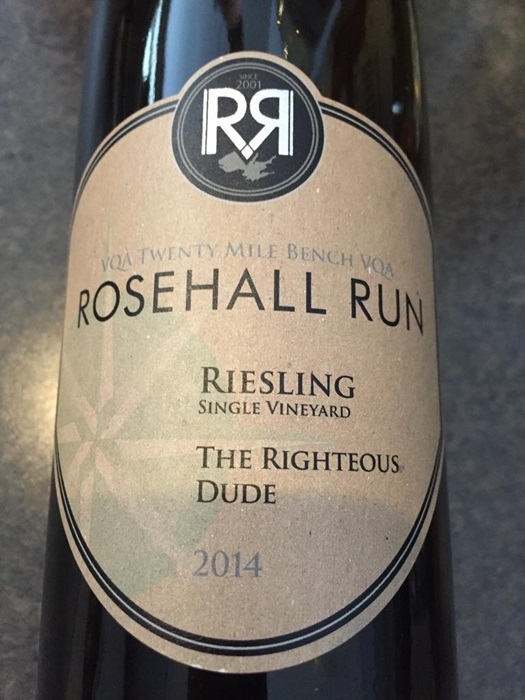 SINCE
2001
RR
VQA TWENTY MILE BENCH VQA
ROSEHALL RUN
RIESLING
SINGLE VINEYARD
THE RIGHTEOUS
DUDE
2014